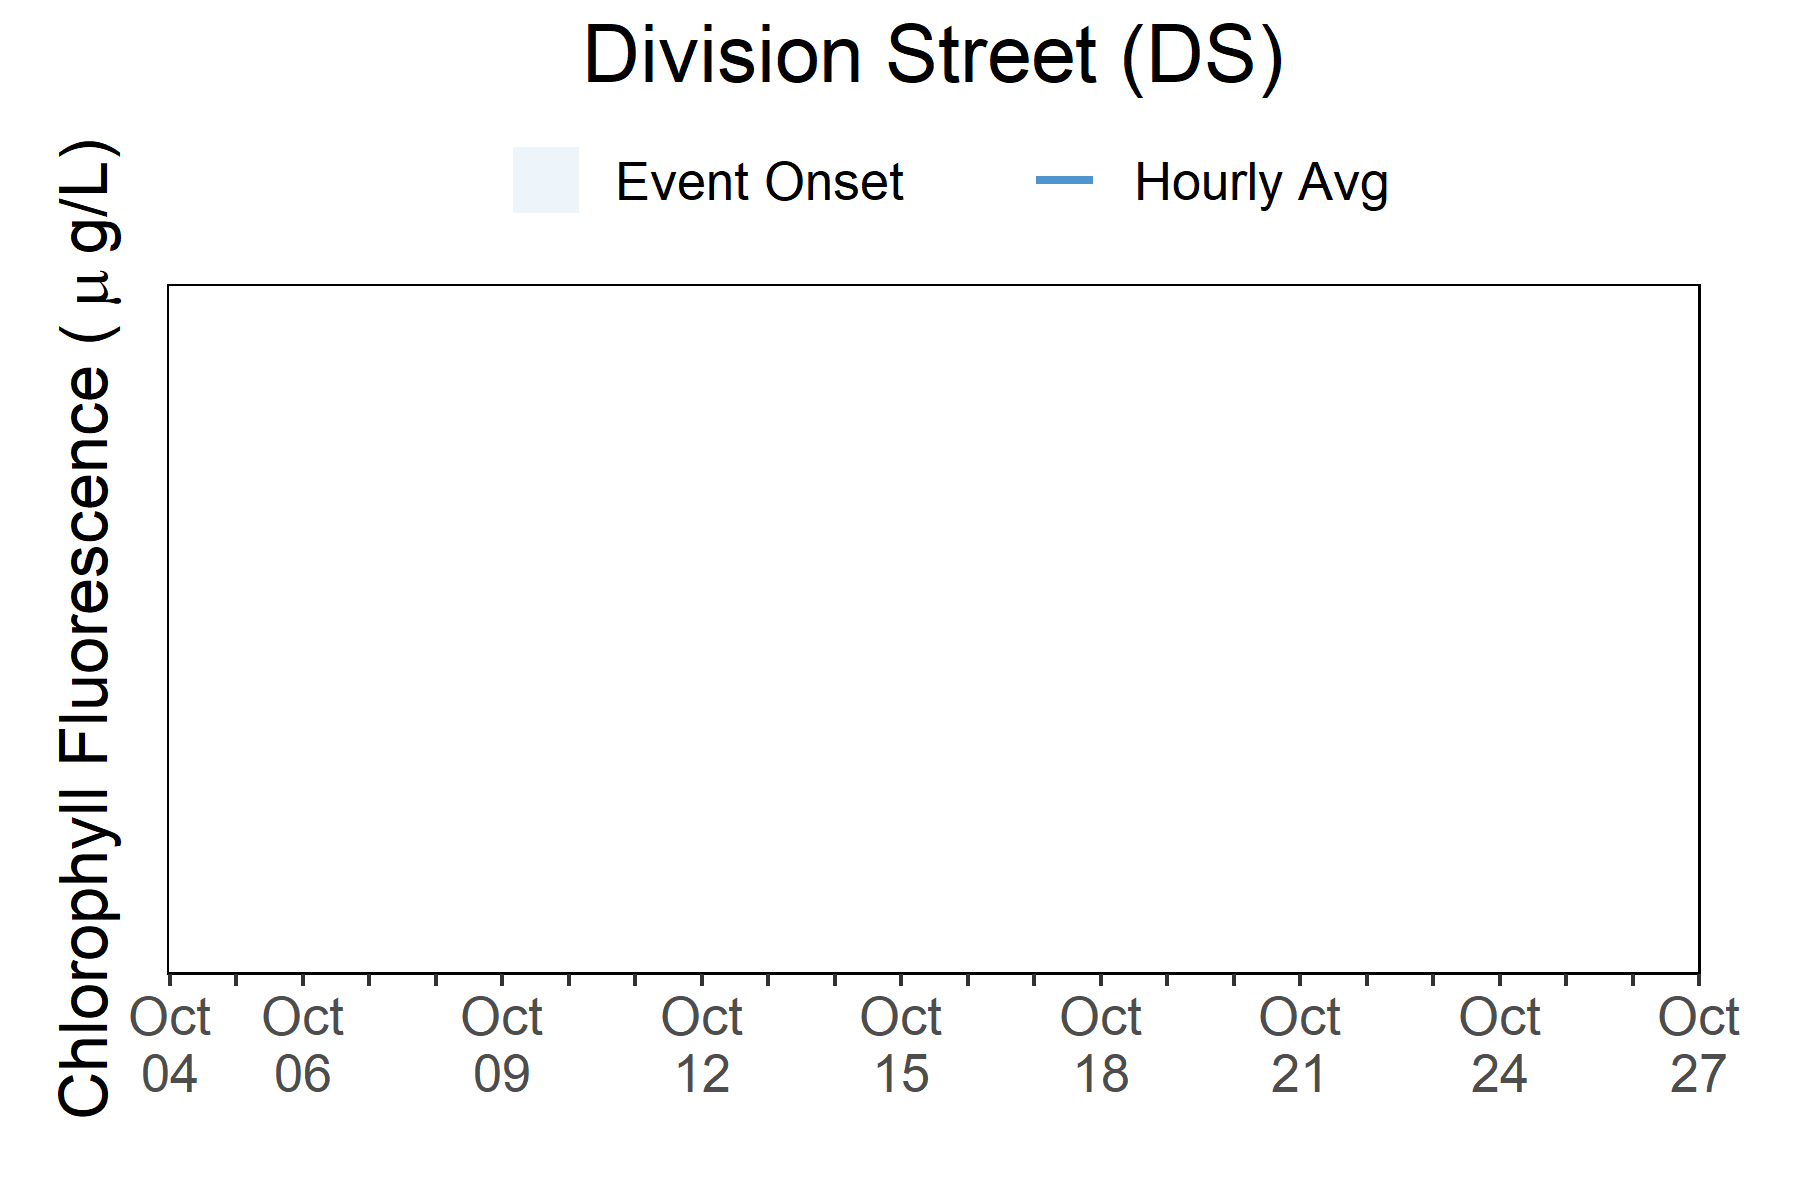 Division Street (DS)
Event Onset
Hourly Avg
Chlorophyll Fluorescence ( μ g/L)
Oct 04
Oct 06
Oct 09
Oct 12
Oct 15
Oct 18
Oct 21
Oct 24
Oct 27